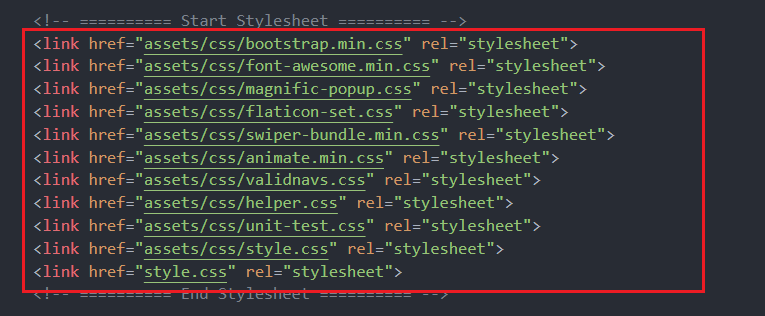 <!-- ========== Start Stylesheet ========== -->
<link href="assets/css/bootstrap.min.css" rel="stylesheet">
<link href="assets/css/font-awesome.min.css" rel="stylesheet">
<link href="assets/css/magnific-popup.css" rel="stylesheet">
<link href="assets/css/flaticon-set.css" rel="stylesheet">
<link href="assets/css/swiper-bundle.min.css" rel="stylesheet">
<link href="assets/css/animate.min.css" rel="stylesheet">
<link href="assets/css/validnavs.css" rel="stylesheet">
<link href="assets/css/helper.css" rel="stylesheet">
<link href="assets/css/unit-test.css" rel="stylesheet">
<link href="assets/css/style.css" rel="stylesheet">
<link href="style.css" rel="stylesheet">
<!-- ========== End Stylesheet ========== -->